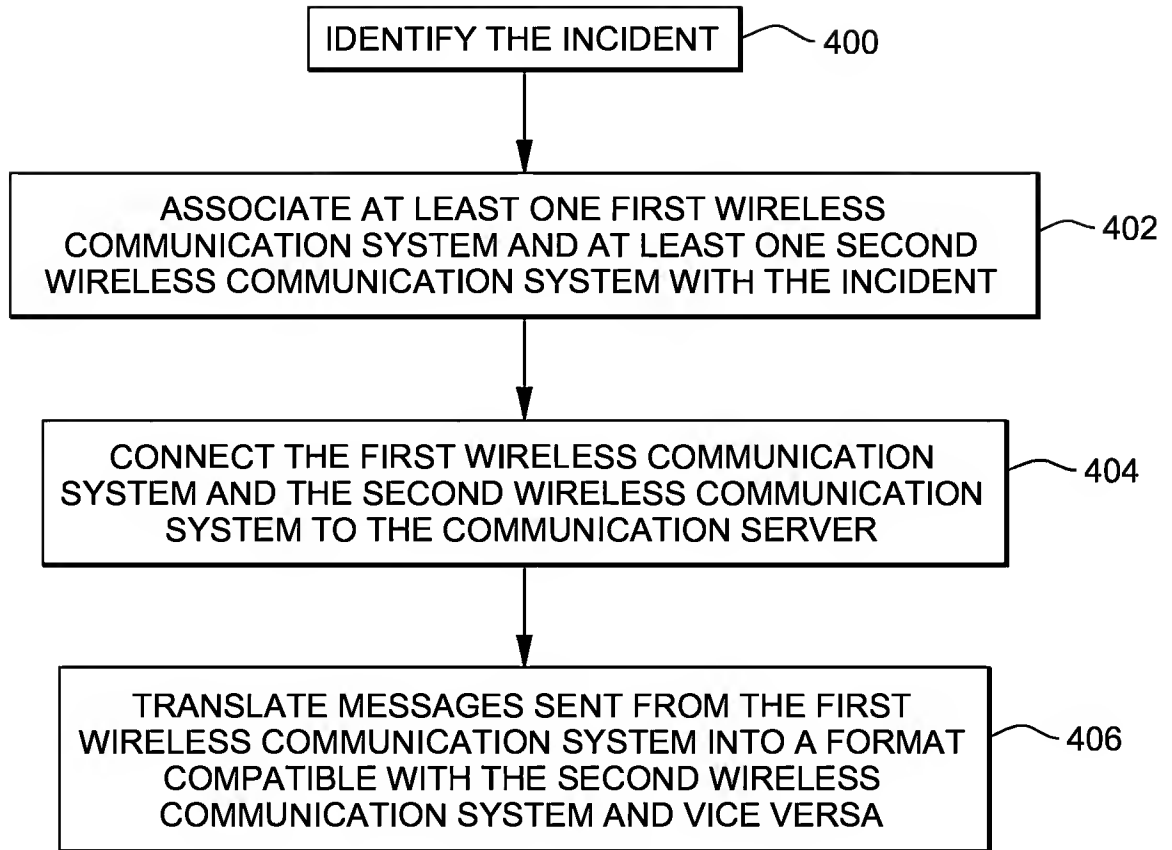 IDENTIFY THE INCIDENT
400
ASSOCIATE AT LEAST ONE FIRST WIRELESS
COMMUNICATION SYSTEM AND AT LEAST ONE SECOND
WIRELESS COMMUNICATION SYSTEM WITH THE INCIDENT
402
CONNECT THE FIRST WIRELESS COMMUNICATION
SYSTEM AND THE SECOND WIRELESS COMMUNICATION
SYSTEM TO THE COMMUNICATION SERVER
404
TRANSLATE MESSAGES SENT FROM THE FIRST
WIRELESS COMMUNICATION SYSTEM INTO A FORMAT
COMPATIBLE WITH THE SECOND WIRELESS
COMMUNICATION SYSTEM AND VICE VERSA
406